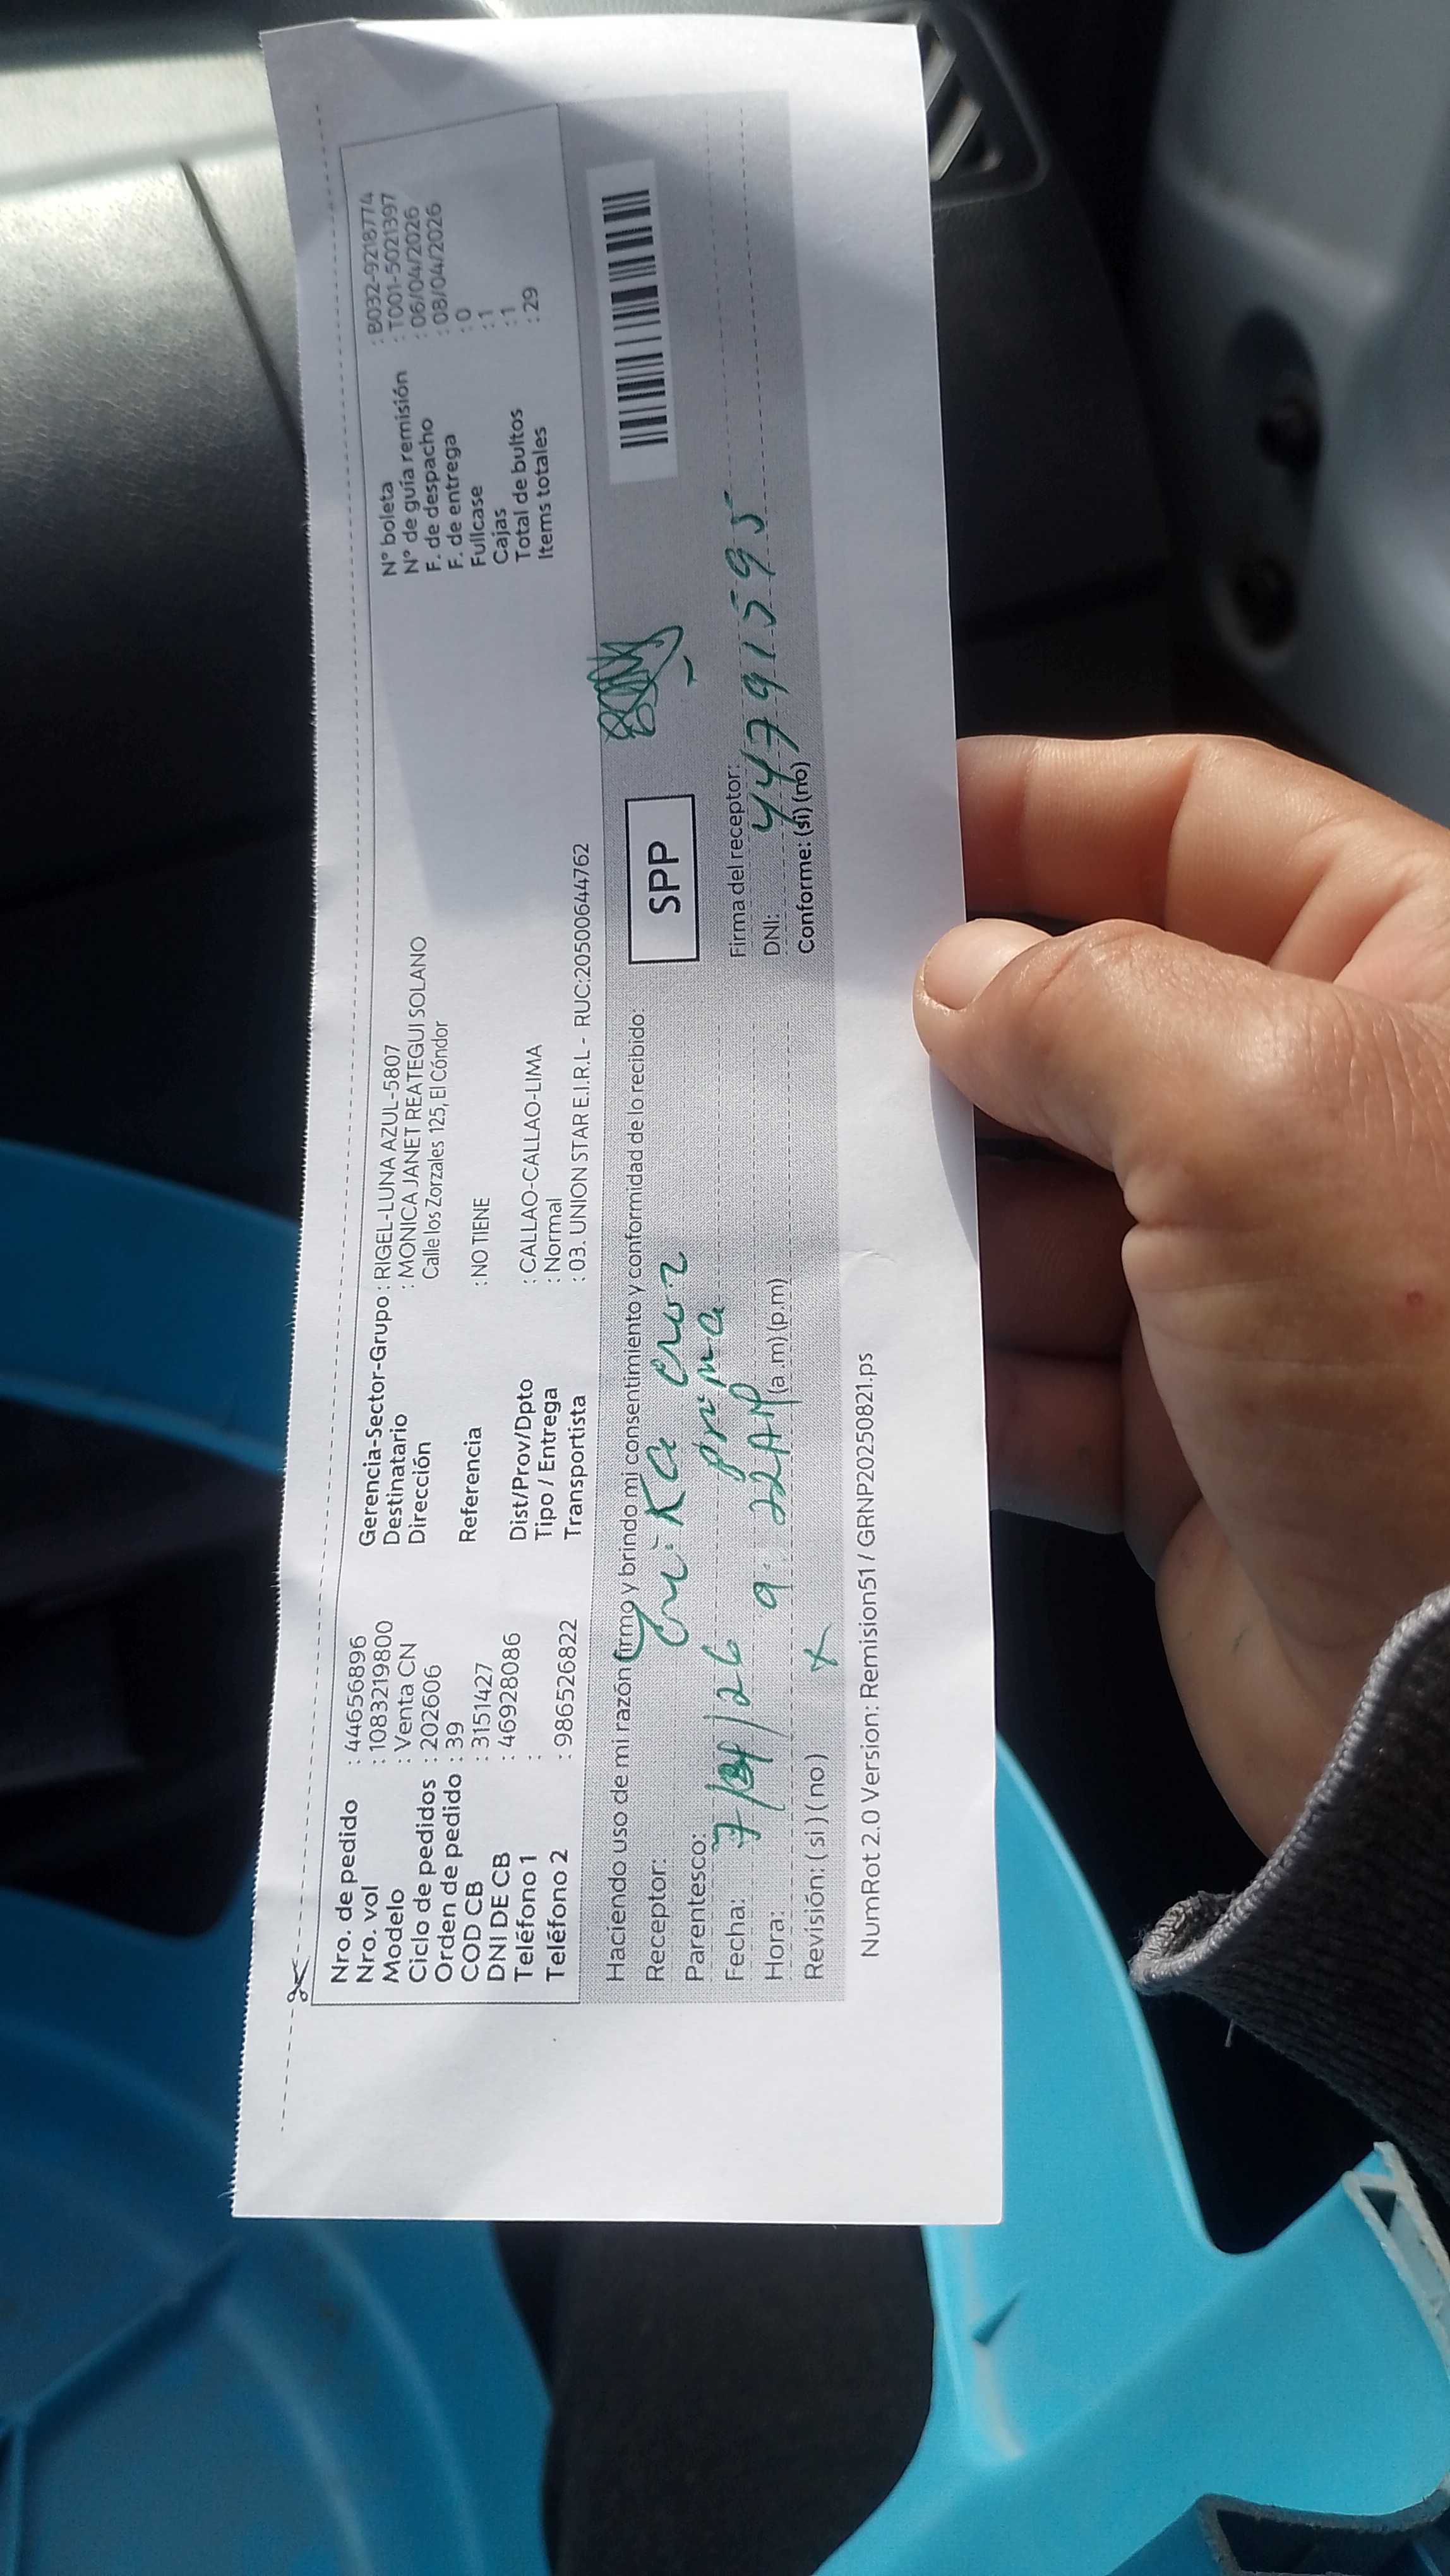 Nro. de pedido : 44656896
Nro. vol : 1083219800
Modelo : Venta CN
Ciclo de pedidos : 202606
Orden de pedido : 39
COD CB : 3151427
DNI DE CB : 46928086
Teléfono 1 :
Teléfono 2 : 986526822
Gerencia-Sector-Grupo : RIGEL-LUNA AZUL-5807
Destinatario : MONICA JANET REATEGUI SOLANO
Dirección Calle los Zorzales 125, El Cóndor
Referencia : NO TIENE
Dist/Prov/Dpto : CALLAO-CALLAO-LIMA
Tipo / Entrega : Normal
Transportista : 03. UNION STAR E.I.R.L - RUC:20500644762
N° boleta : B032-9218774
N° de guía remisión : T001-5021397
F. de despacho : 06/04/2026
F. de entrega : 08/04/2026
Fullcase : 0
Cajas : 1
Total de bultos : 1
Items totales : 29
Haciendo uso de mi razón firmo y brindo mi consentimiento y conformidad de lo recibido:
Receptor: Erika Cruz
Parentesco: prima
Fecha: 7/04/26
Hora: 9:22AM (a.m) (p.m)
Revisión: ( si ) ( no ) X
SPP
Firma del receptor:
DNI: 44791595
Conforme: (si) (no)
NumRot 2.0 Version: Remision51 / GRNP20250821.ps